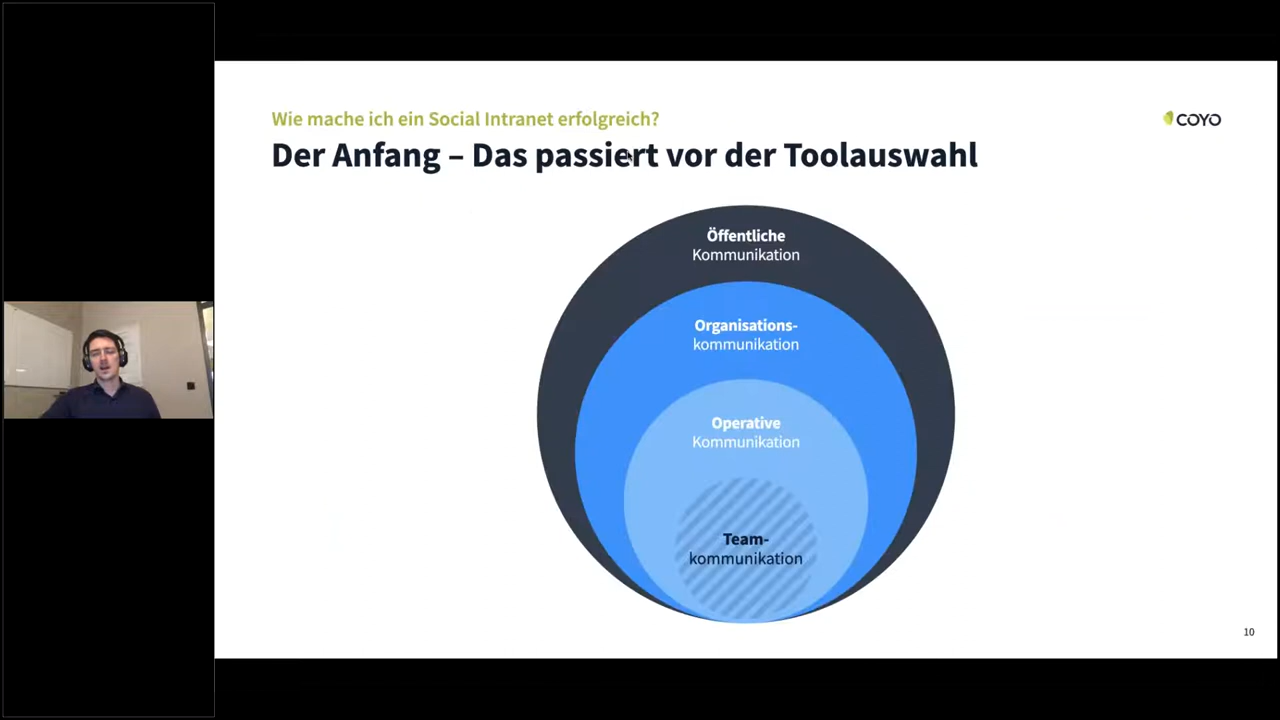 Wie mache ich ein Social Intranet erfolgreich?
COYO
Der Anfang – Das passiert vor der Toolauswahl
Öffentliche
Kommunikation
Organisations-
kommunikation
Operative
Kommunikation
Team-
kommunikation
10